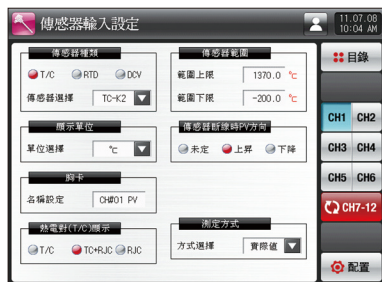 傳感器輸入設定
11.07.08
10:04 AM
傳感器種類
T/C RTD DCV
傳感器選擇 TC-K2
傳感器範圍
範圍上限 1370.0 ℃
範圍下限 -200.0 ℃
顯示單位
單位選擇 ℃
傳感器斷線時PV方向
未定 上昇 下降
胸卡
名稱設定 CH#01 PV
熱電對(T/C)顯示
T/C TC+RJC RJC
測定方式
方式選擇 實際値
目錄
CH1 CH2
CH3 CH4
CH5 CH6
CH7-12
配置